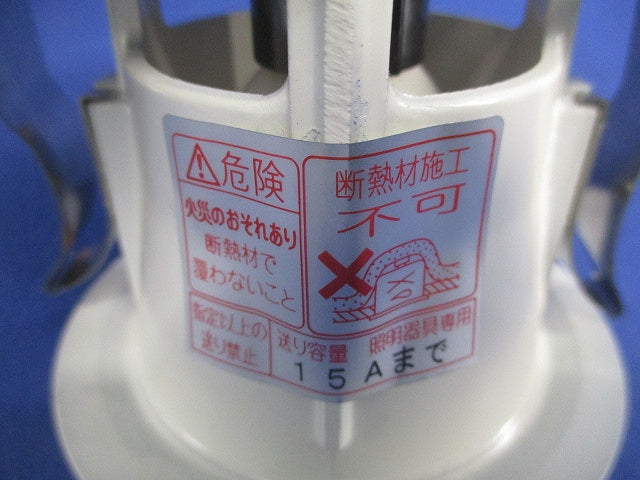 危険
火災のおそれあり
断熱材で
覆わないこと
断熱材施工
不可
指定以上の
送り禁止
送り容量 照明器具専用
15Aまで